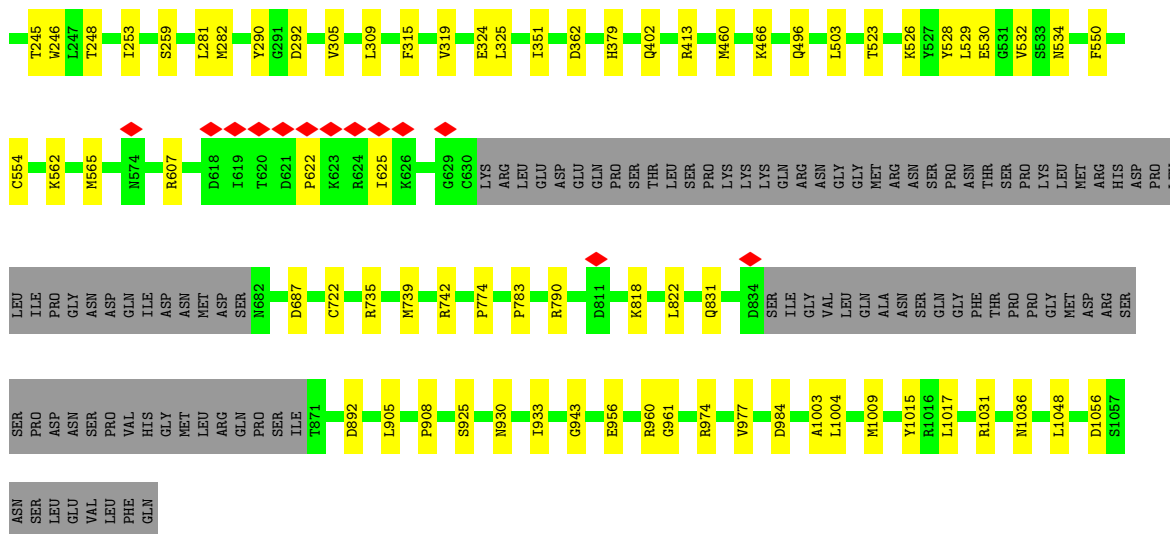 T245 W246 L247 T248 I253 S259 L281 M282 Y290 G291 D292 V305 L309 F315 V319 E324 L325 I351 D362 H379 Q402 R413 M460 K466 Q496 L503 T523 K526 Y527 Y528 L529 E530 G531 V532 S533 N534 F550
C554 K562 M565 N574 R607 D618 I619 T620 D621 P622 K623 R624 I625 K626 G629 C630 LYS ARG LEU GLU ASP GLU GLN PRO SER THR LEU SER PRO LYS LYS LYS GLN ARG ASN GLY GLY MET ARG ASN SER PRO ASN THR SER PRO LYS LEU MET ARG HIS ASP PRO
LEU ILE PRO GLY ASN ASP GLN ILE ASP ASN MET ASP SER N682 D687 C722 R735 M739 R742 P774 P783 R790 D811 K818 L822 Q831 D834 SER ILE GLY VAL LEU GLN ALA ASN SER GLN GLY PHE THR PRO PRO GLY MET ASP ARG SER
SER PRO ASP ASN SER PRO VAL HIS GLY MET LEU ARG GLN PRO SER ILE T871 D892 L905 P908 S925 N930 I933 G943 E956 R960 G961 R974 V977 D984 A1003 L1004 M1009 Y1015 R1016 L1017 R1031 N1036 L1048 D1056 S1057
ASN SER LEU GLU VAL LEU PHE GLN